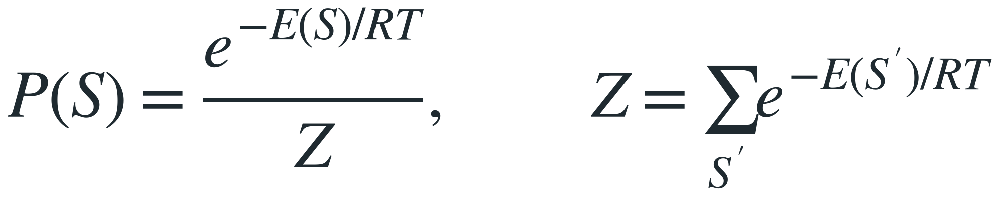 P(S) = e^{-E(S)/RT} / Z, Z = ∑_{S′} e^{-E(S′)/RT}